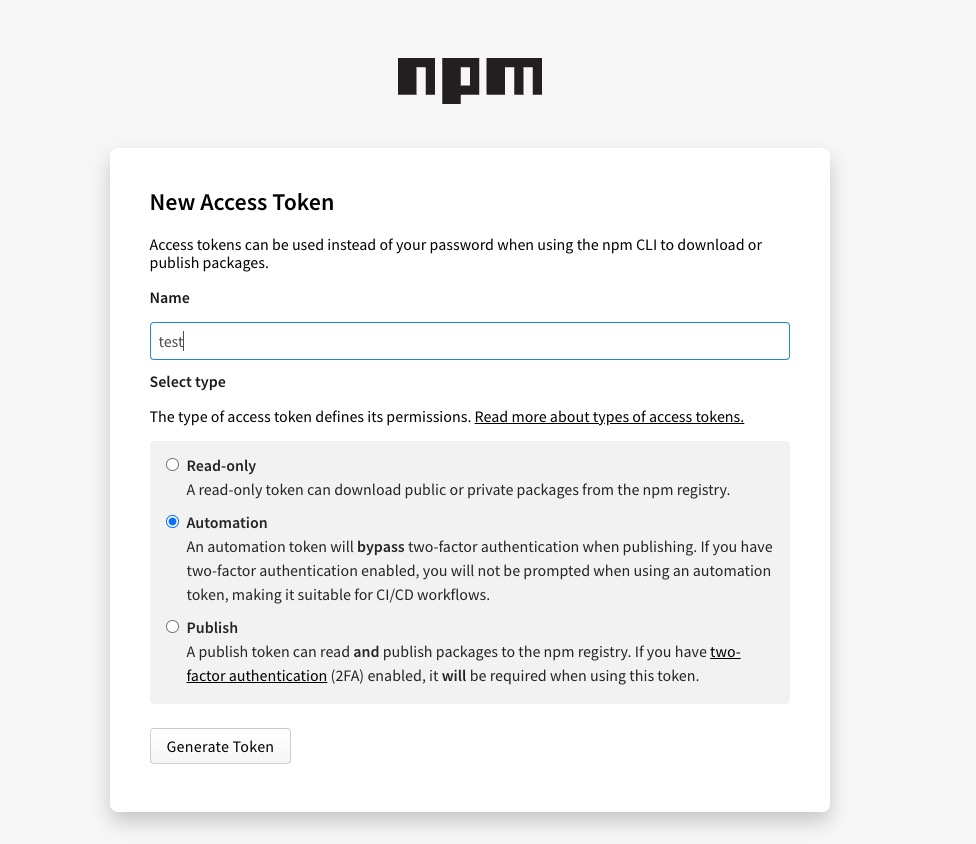 npm
New Access Token
Access tokens can be used instead of your password when using the npm CLI to download or
publish packages.
Name
test
Select type
The type of access token defines its permissions. Read more about types of access tokens.
Read-only
A read-only token can download public or private packages from the npm registry.
Automation
An automation token will bypass two-factor authentication when publishing. If you have
two-factor authentication enabled, you will not be prompted when using an automation
token, making it suitable for CI/CD workflows.
Publish
A publish token can read and publish packages to the npm registry. If you have two-
factor authentication (2FA) enabled, it will be required when using this token.
Generate Token